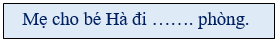 Mẹ cho bé Hà đi ……. phòng.